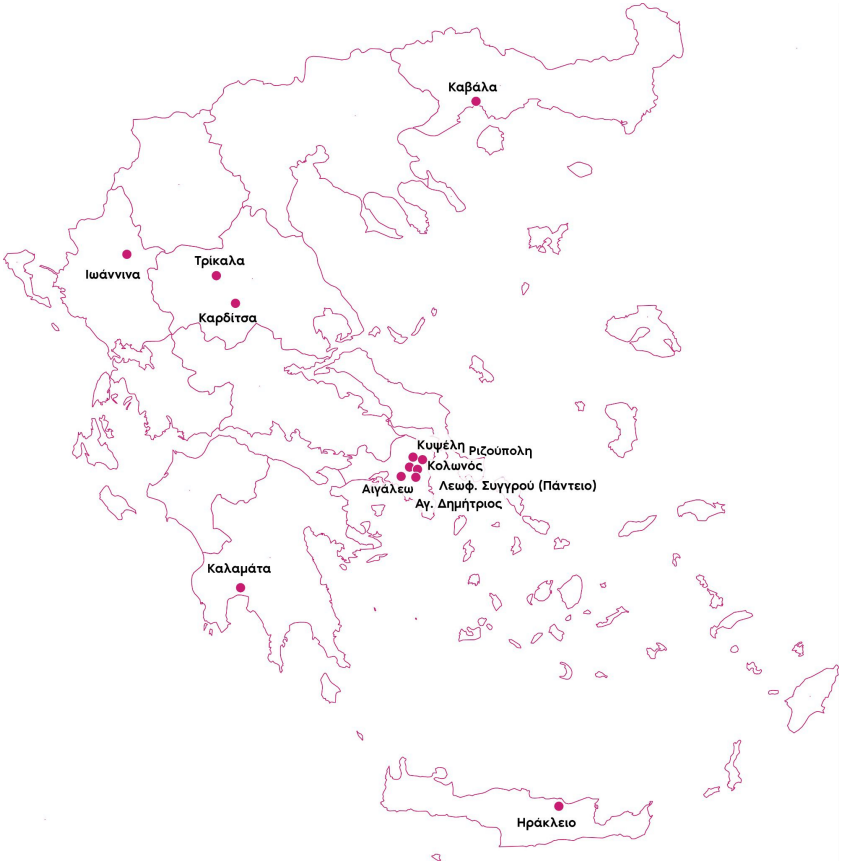 Καβάλα
Τρίκαλα
Ιωάννινα
Καρδίτσα
Κυψέλη
Ριζούπολη
Κολωνός
Αιγάλεω
Λεωφ. Συγγρού (Πάντειο)
Αγ. Δημήτριος
Καλαμάτα
Ηράκλειο